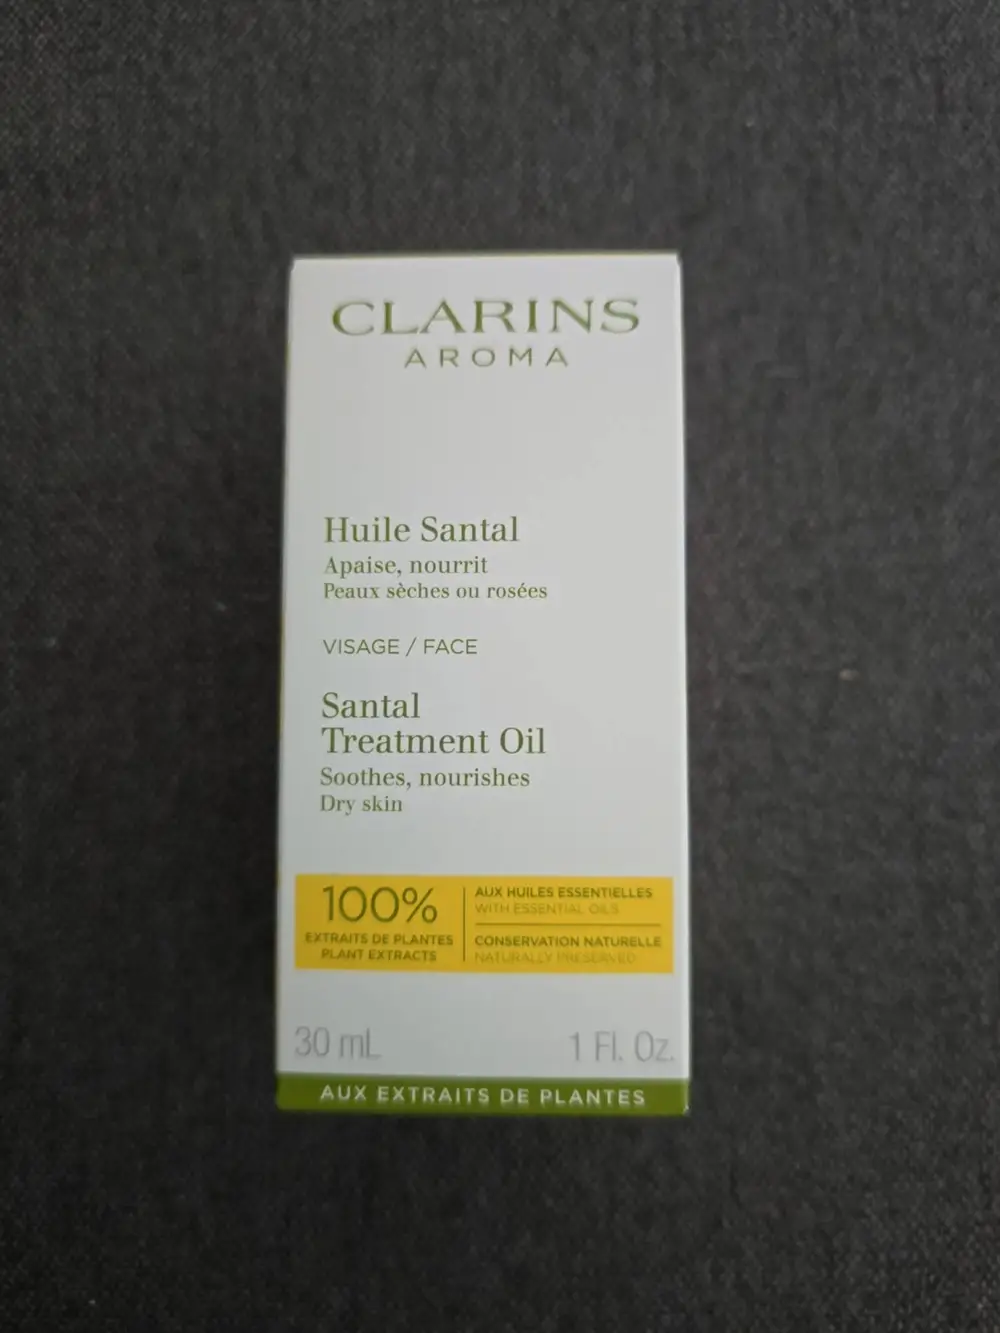 CLARINS
AROMA
Huile Santal
Apaise, nourrit
Peaux sèches ou rosées
VISAGE / FACE
Santal
Treatment Oil
Soothes, nourishes
Dry skin
100%
EXTRAITS DE PLANTES
PLANT EXTRACTS
AUX HUILES ESSENTIELLES
WITH ESSENTIAL OILS
CONSERVATION NATURELLE
NATURALLY PRESERVED
30 mL
1 Fl. Oz.
AUX EXTRAITS DE PLANTES